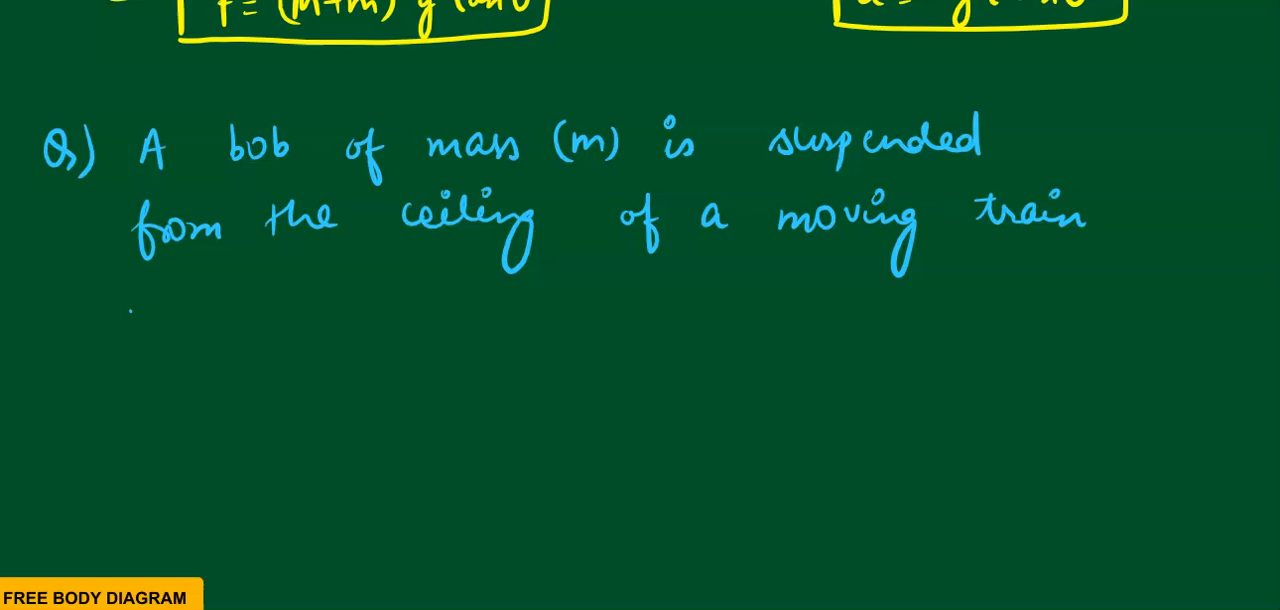 Q) A bob of mass (m) is suspended
from the ceiling of a moving train
FREE BODY DIAGRAM